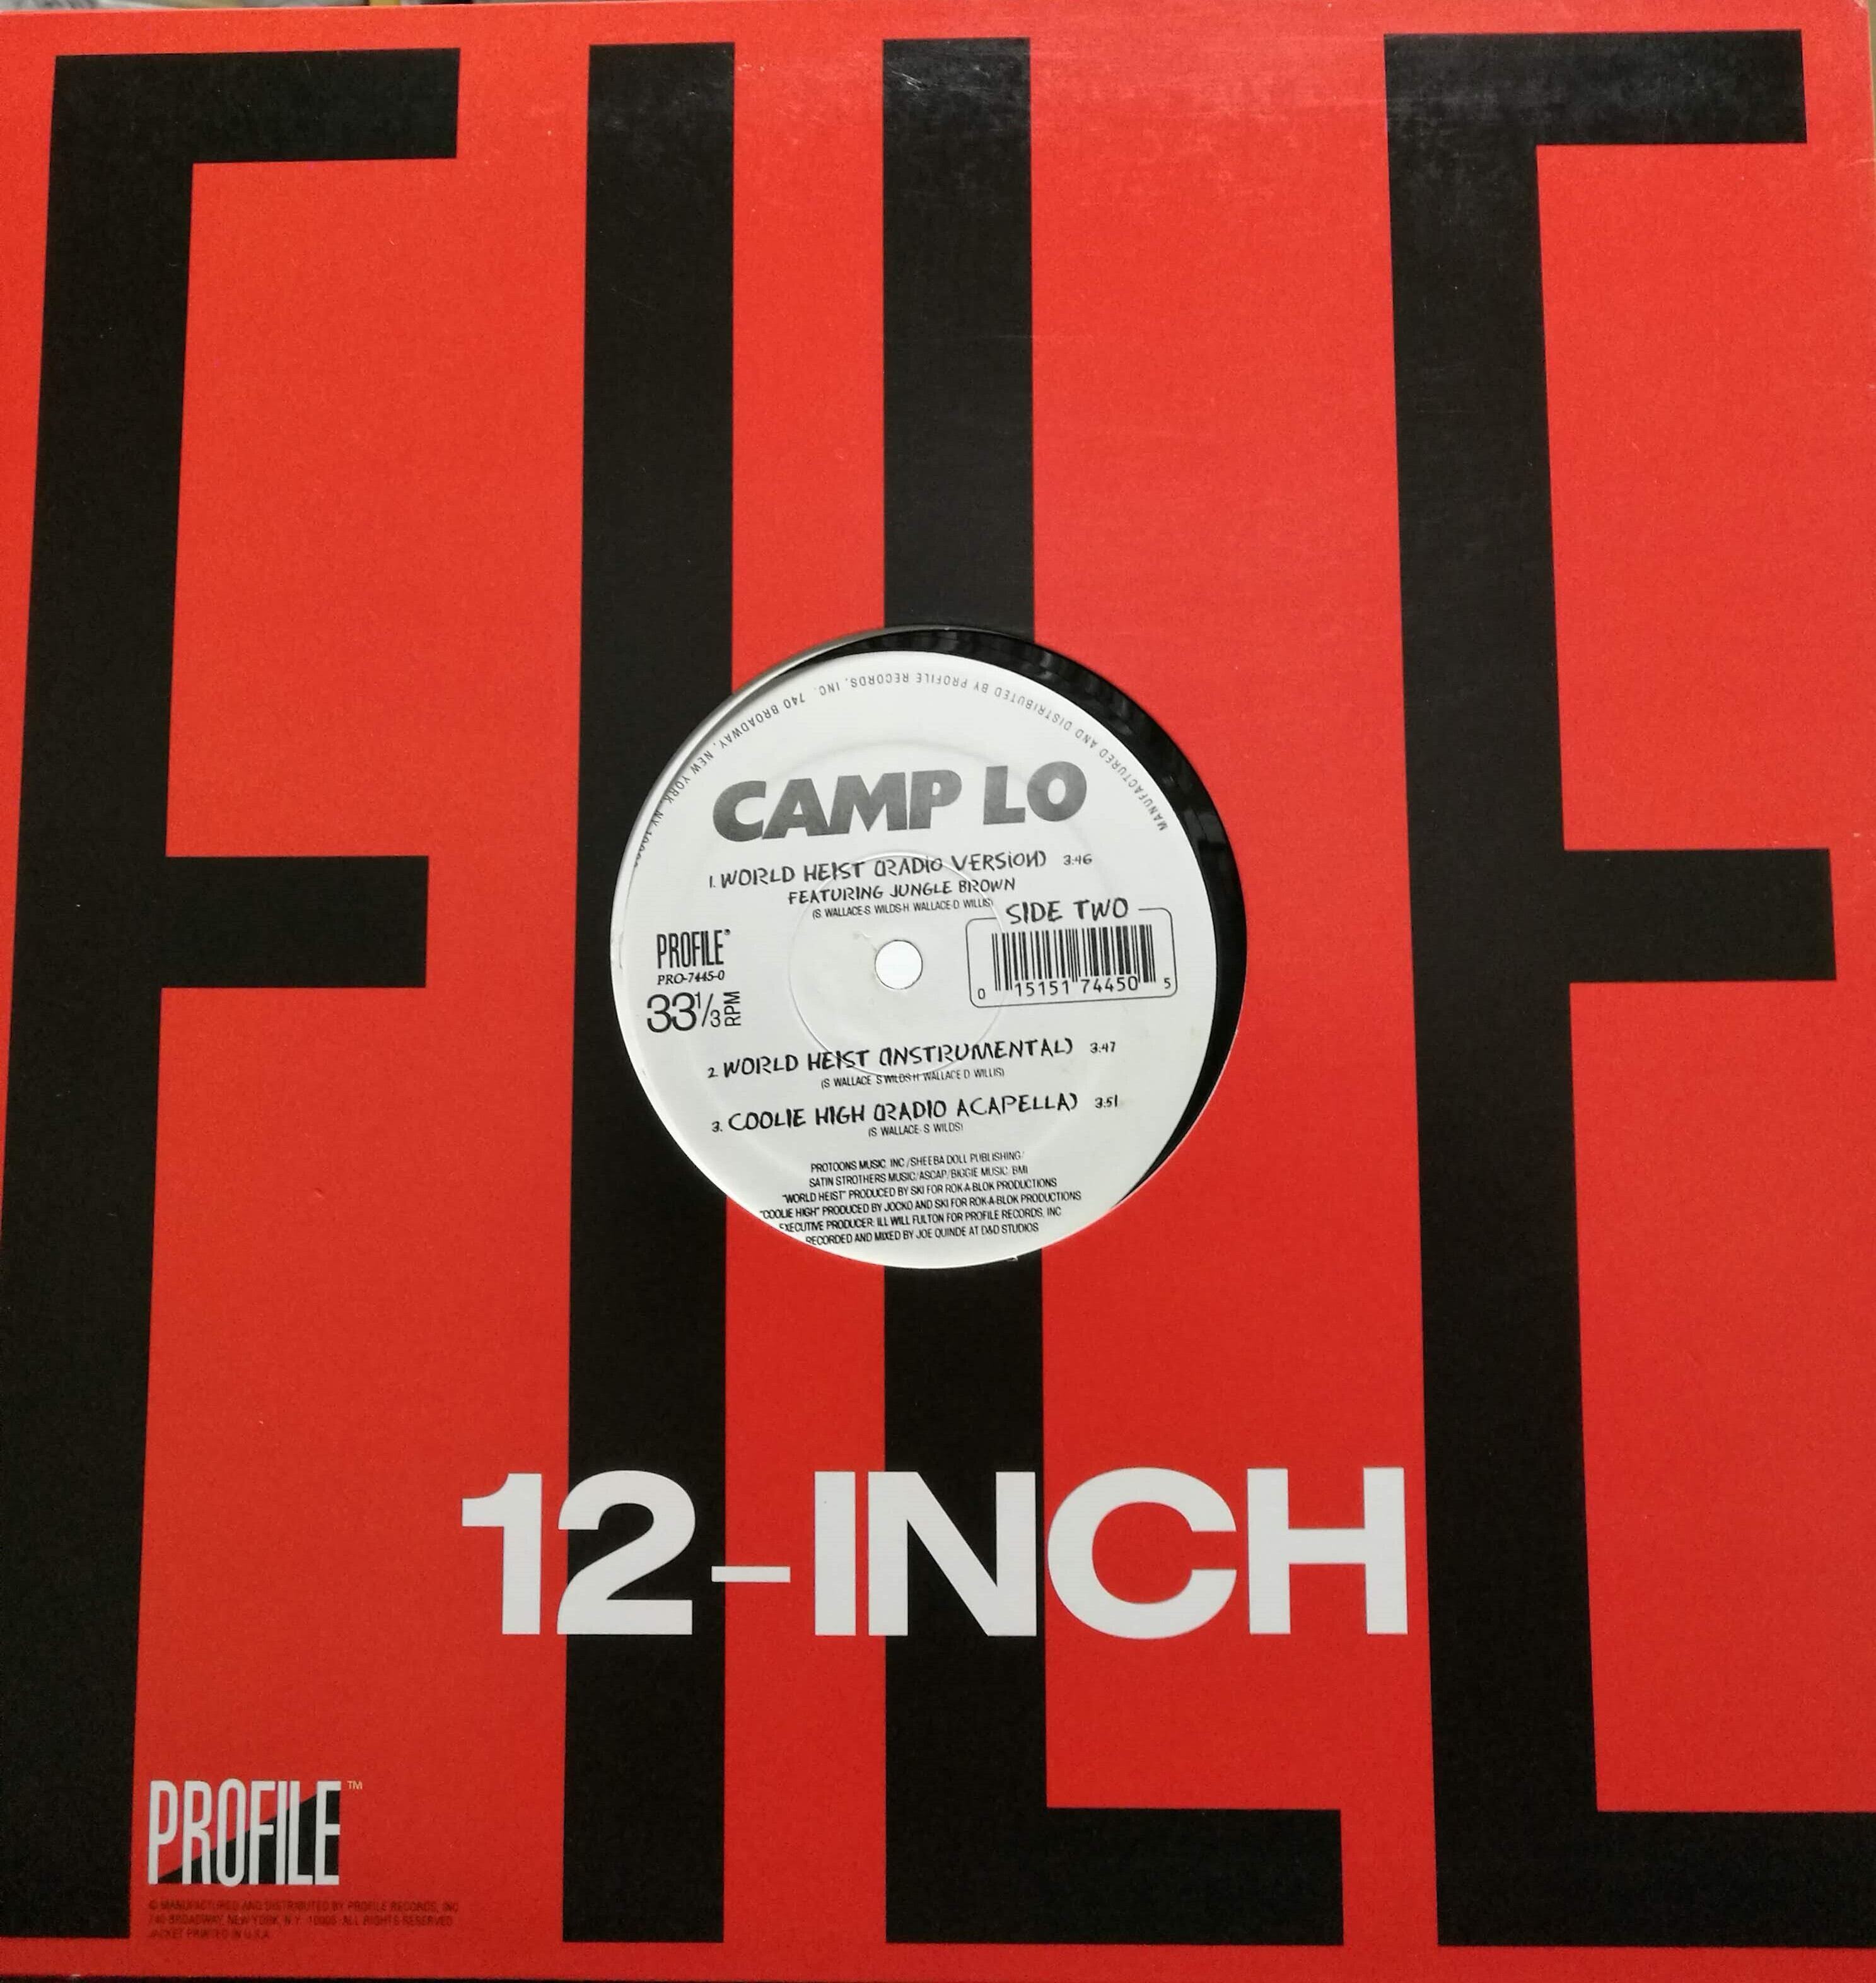 FILE
MANUFACTURED AND DISTRIBUTED BY PROFILE RECORDS, INC. 740 BROADWAY, NEW YORK, NY
CAMP LO
1. WORLD HEIST (RADIO VERSION) 3:46
FEATURING JUNGLE BROWN
(S. WALLACE-S. WILDS-H. WALLACE-D. WILLIS)
SIDE TWO
PROFILE®
PRO-7445-0
33 1/3 RPM
0 15151 74450 5
2. WORLD HEIST (INSTRUMENTAL) 3:47
(S. WALLACE S WILDS H. WALLACE D. WILLIS)
3. COOLIE HIGH (RADIO ACAPELLA) 3:51
(S. WALLACE- S. WILDS)
PROTOONS MUSIC, INC./SHEEBA DOLL PUBLISHING/
SATIN STROTHERS MUSIC/ASCAP/BIGGIE MUSIC, BMI
"WORLD HEIST" PRODUCED BY SKI FOR ROK-A-BLOK PRODUCTIONS
"COOLIE HIGH" PRODUCED BY JOCKO AND SKI FOR ROK-A-BLOK PRODUCTIONS
EXECUTIVE PRODUCER: ILL WILL FULTON FOR PROFILE RECORDS, INC
RECORDED AND MIXED BY JOE QUINDE AT D&D STUDIOS
12-INCH
PROFILE™
© MANUFACTURED AND DISTRIBUTED BY PROFILE RECORDS, INC
740 BROADWAY, NEW YORK, N.Y. 10003. ALL RIGHTS RESERVED
JACKET PRINTED IN U.S.A.